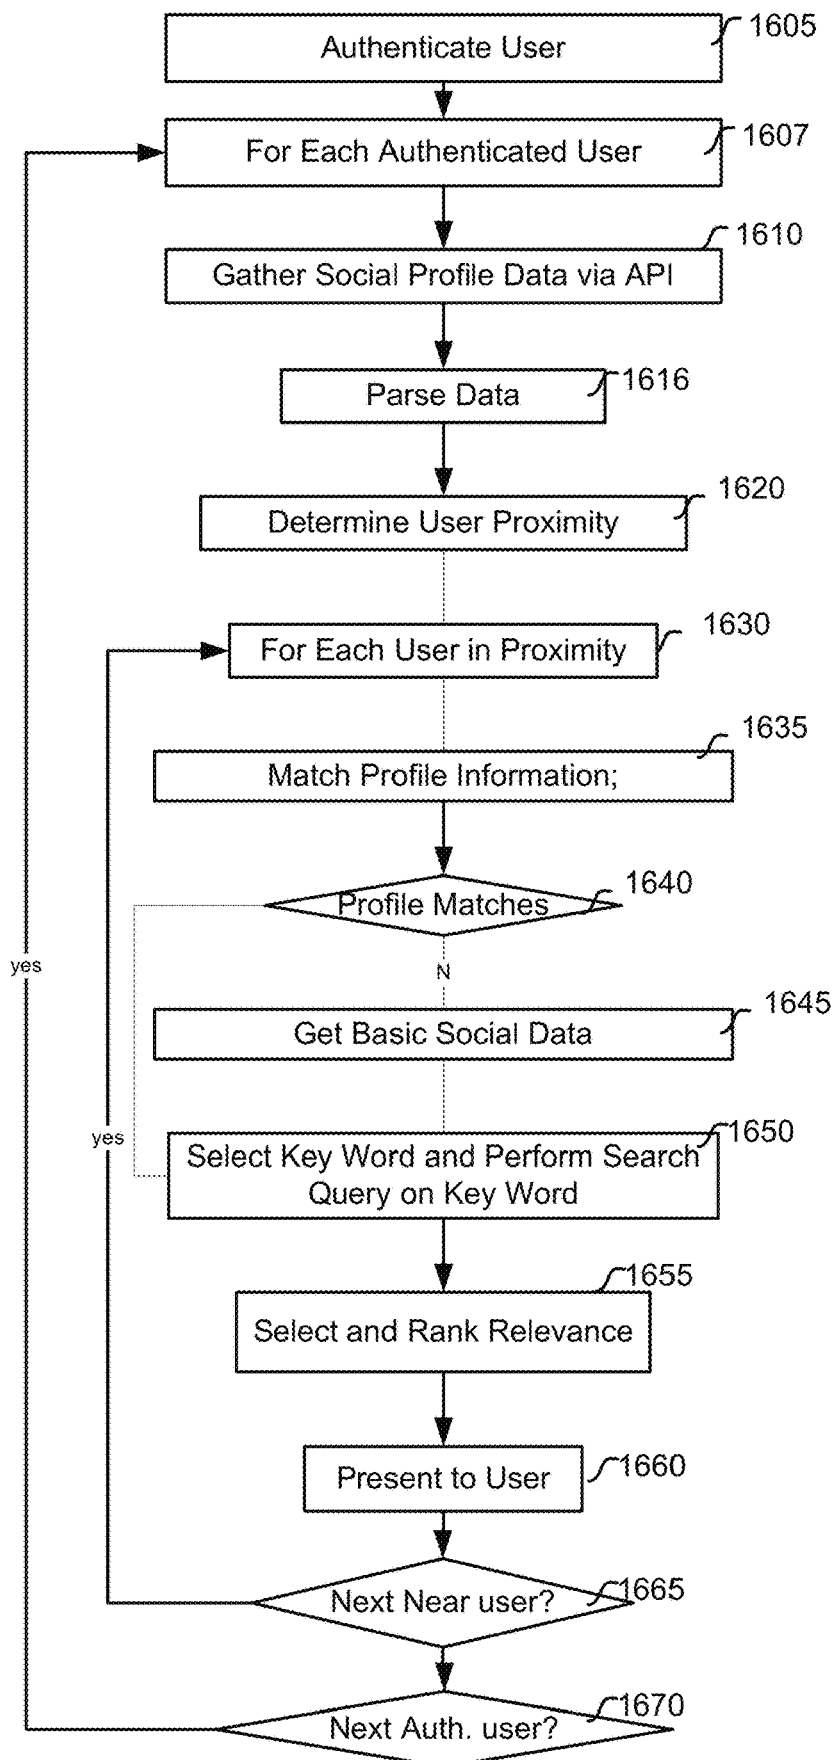 Authenticate User
1605
For Each Authenticated User
1607
Gather Social Profile Data via API
1610
Parse Data
1616
Determine User Proximity
1620
For Each User in Proximity
1630
Match Profile Information;
1635
Profile Matches
1640
yes
N
Get Basic Social Data
1645
yes
Select Key Word and Perform Search
Query on Key Word
1650
Select and Rank Relevance
1655
Present to User
1660
Next Near user?
1665
Next Auth. user?
1670